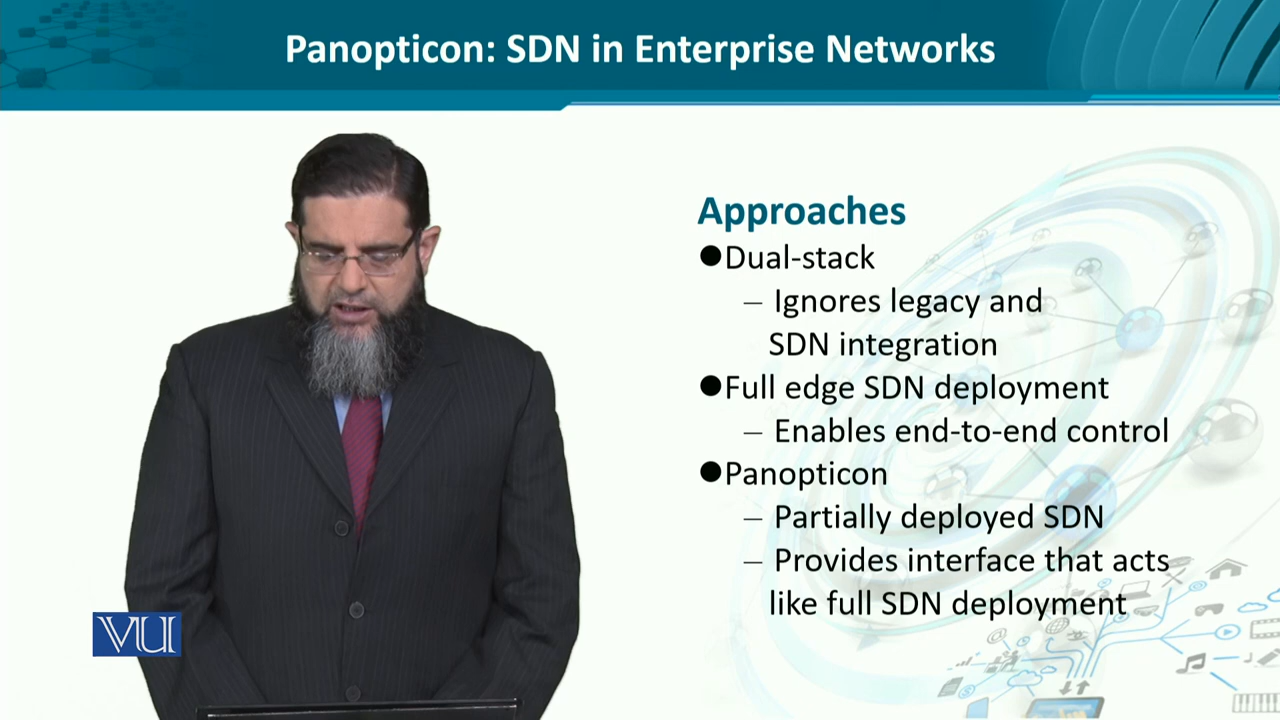 Panopticon: SDN in Enterprise Networks
Approaches
●Dual-stack
– Ignores legacy and
SDN integration
●Full edge SDN deployment
– Enables end-to-end control
●Panopticon
– Partially deployed SDN
– Provides interface that acts
like full SDN deployment
VU